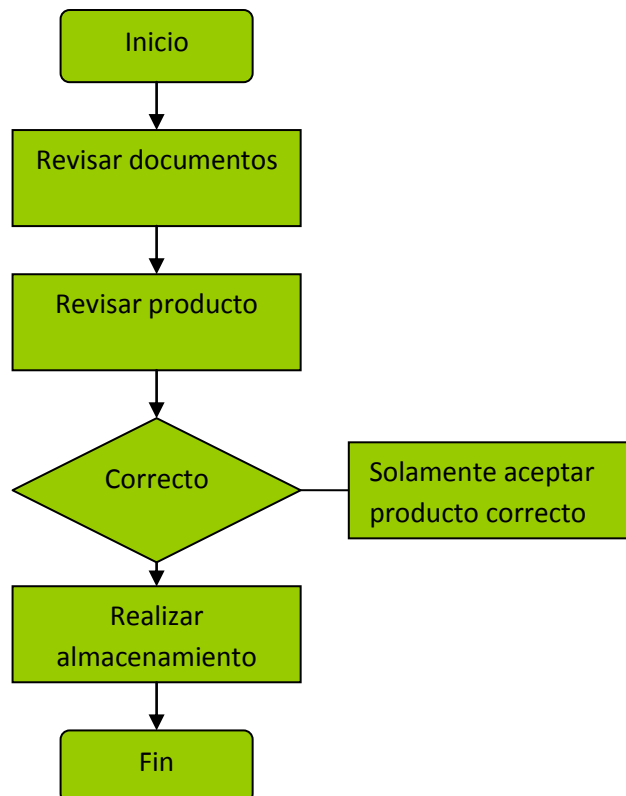 Inicio
Revisar documentos
Revisar producto
Correcto
Solamente aceptar
producto correcto
Realizar
almacenamiento
Fin